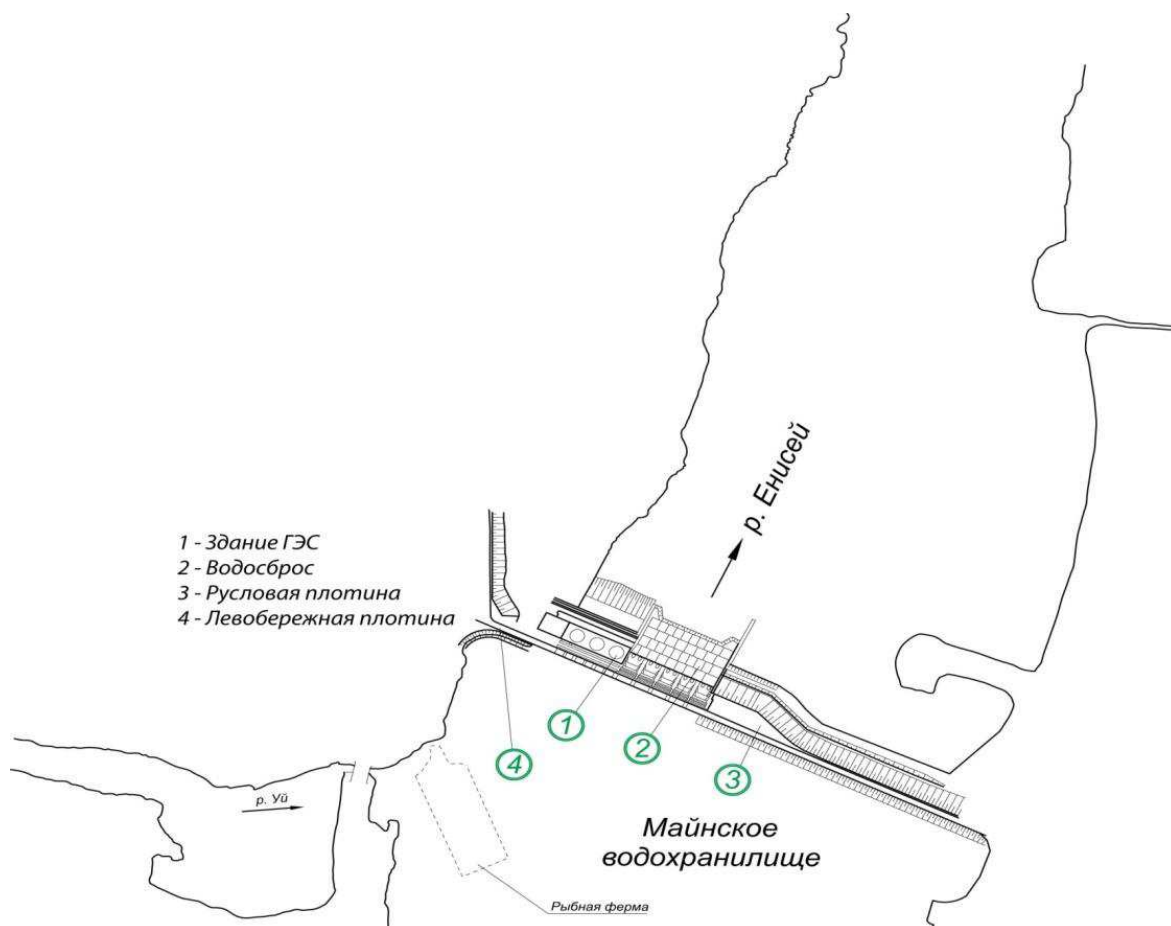 р. Енисей
1 - Здание ГЭС
2 - Водосброс
3 - Русловая плотина
4 - Левобережная плотина
1
2
3
4
р. Уй
Майнское
водохранилище
Рыбная ферма